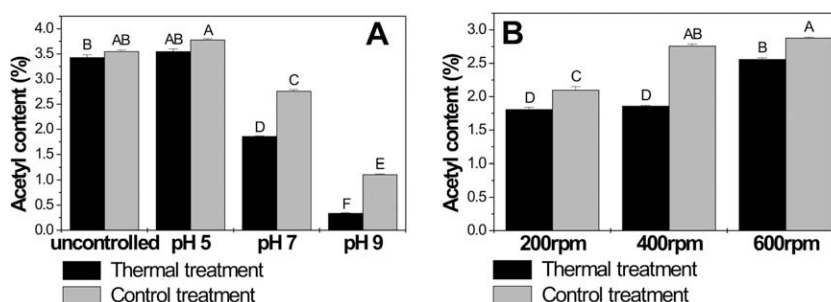 A
Acetyl content (%)
4.0
3.5
3.0
2.5
2.0
1.5
1.0
0.5
0.0
B AB AB A D C F E
uncontrolled pH 5 pH 7 pH 9
Thermal treatment
Control treatment
B
Acetyl content (%)
3.0
2.5
2.0
1.5
1.0
0.5
0.0
D C D AB B A
200rpm 400rpm 600rpm
Thermal treatment
Control treatment